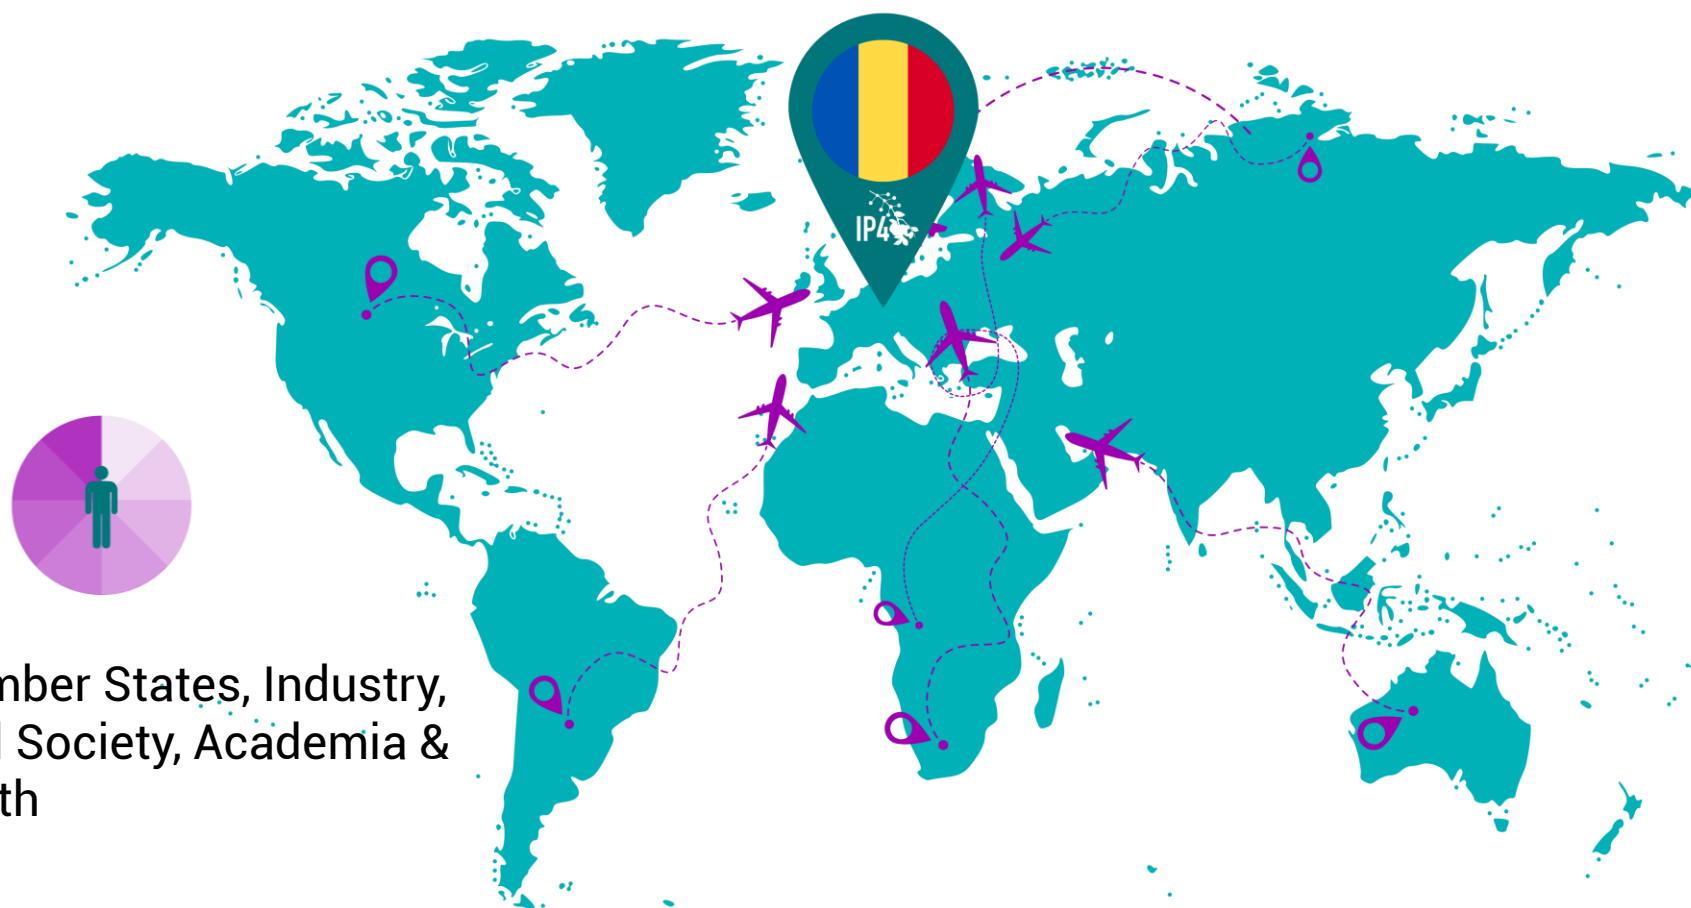 IP4
mber States, Industry,
Society, Academia &
th